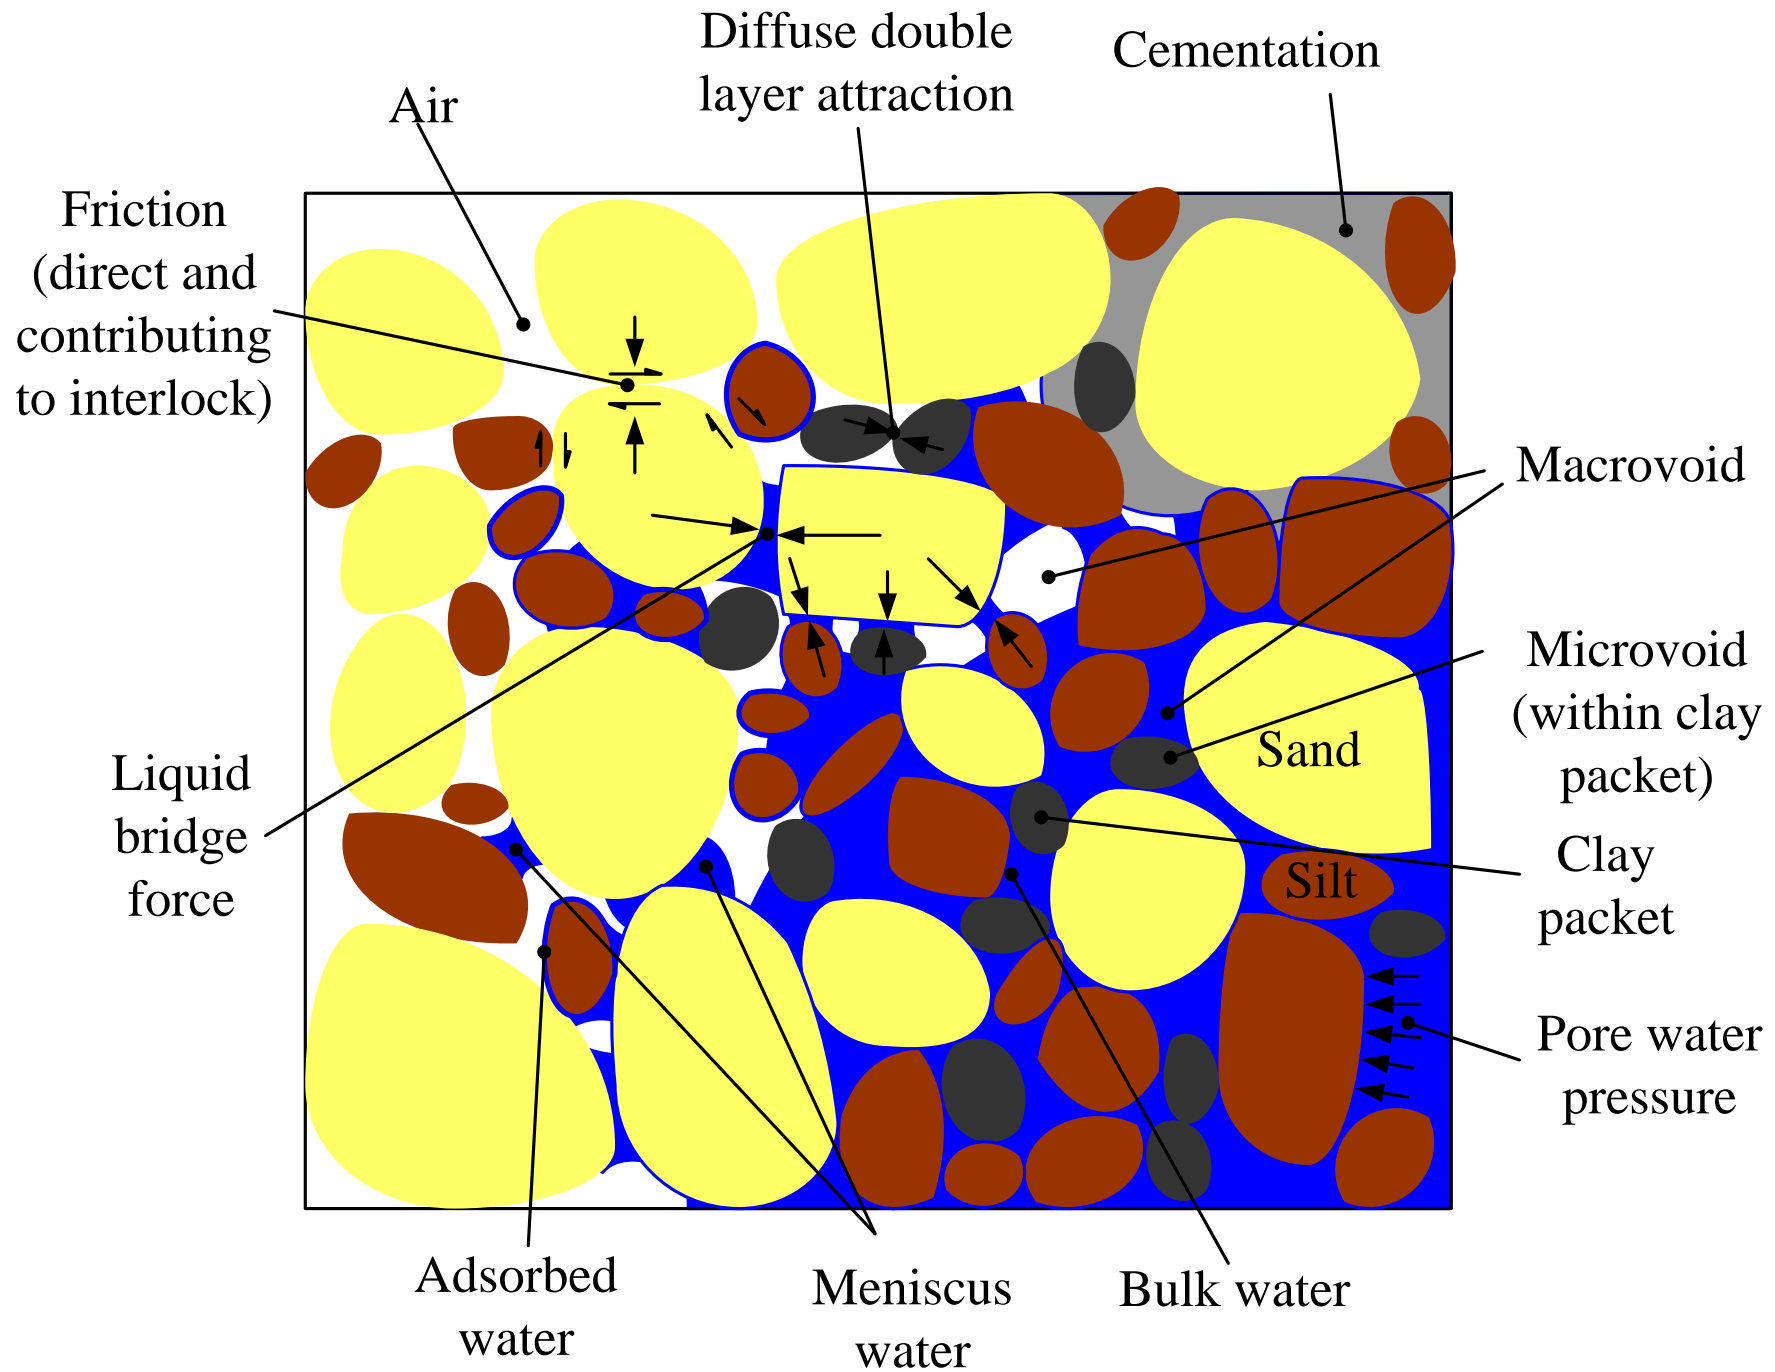 Diffuse double
layer attraction
Cementation
Air
Friction
(direct and
contributing
to interlock)
Macrovoid
Microvoid
(within clay
packet)
Sand
Liquid
bridge
force
Clay
packet
Silt
Pore water
pressure
Adsorbed
water
Meniscus
water
Bulk water